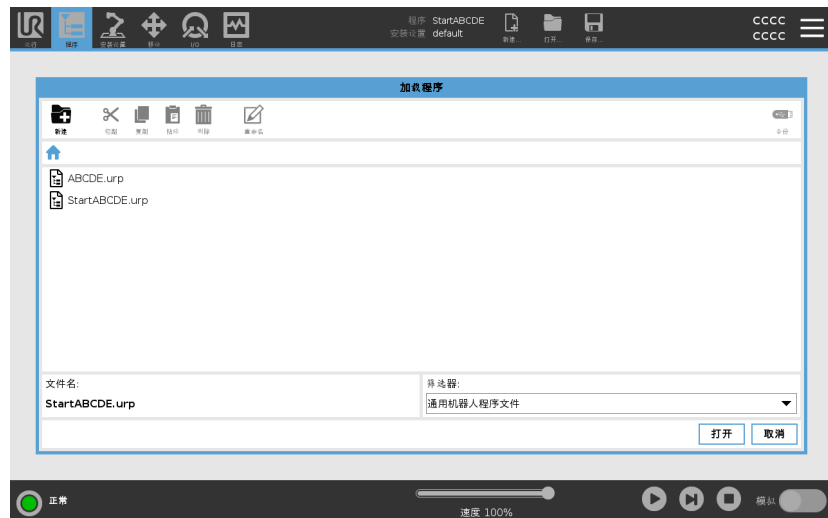 程序 StartABCDE
安装设置 default
新建... 打开... 保存...
cccc
cccc
运行 程序 安装设置 移动 I/O 日志
加载程序
新建 切割 复制 粘贴 删除 重命名 备份
ABCDE.urp
StartABCDE.urp
文件名:
筛选器:
StartABCDE.urp
通用机器人程序文件
打开 取消
正常
速度 100%
模拟